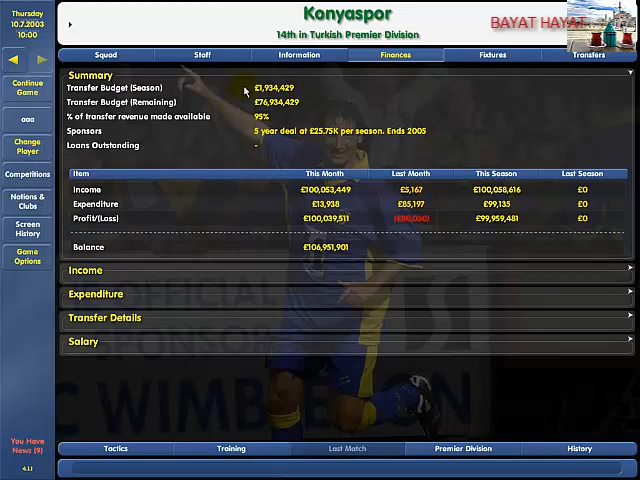 Thursday
10.7.2003
10:00
Konyaspor
14th in Turkish Premier Division
BAYAT HAYAT
Squad Staff Information Finances Fixtures Transfers
Continue Game
aaa
Change Player
Competitions
Nations & Clubs
Screen History
Game Options
You Have News (9)
4.1.1
Summary
Transfer Budget (Season) £1,934,429
Transfer Budget (Remaining) £76,934,429
% of transfer revenue made available 95%
Sponsors 5 year deal at £25.75K per season. Ends 2005
Loans Outstanding -
Item This Month Last Month This Season Last Season
Income £100,053,449 £5,167 £100,058,616 £0
Expenditure £13,938 £85,197 £99,135 £0
Profit/(Loss) £100,039,511 (£80,030) £99,959,481 £0
Balance £106,951,901
Income
Expenditure
Transfer Details
Salary
OFFICIAL
SPONSORS
WIMBLEDON
Tactics Training Last Match Premier Division History